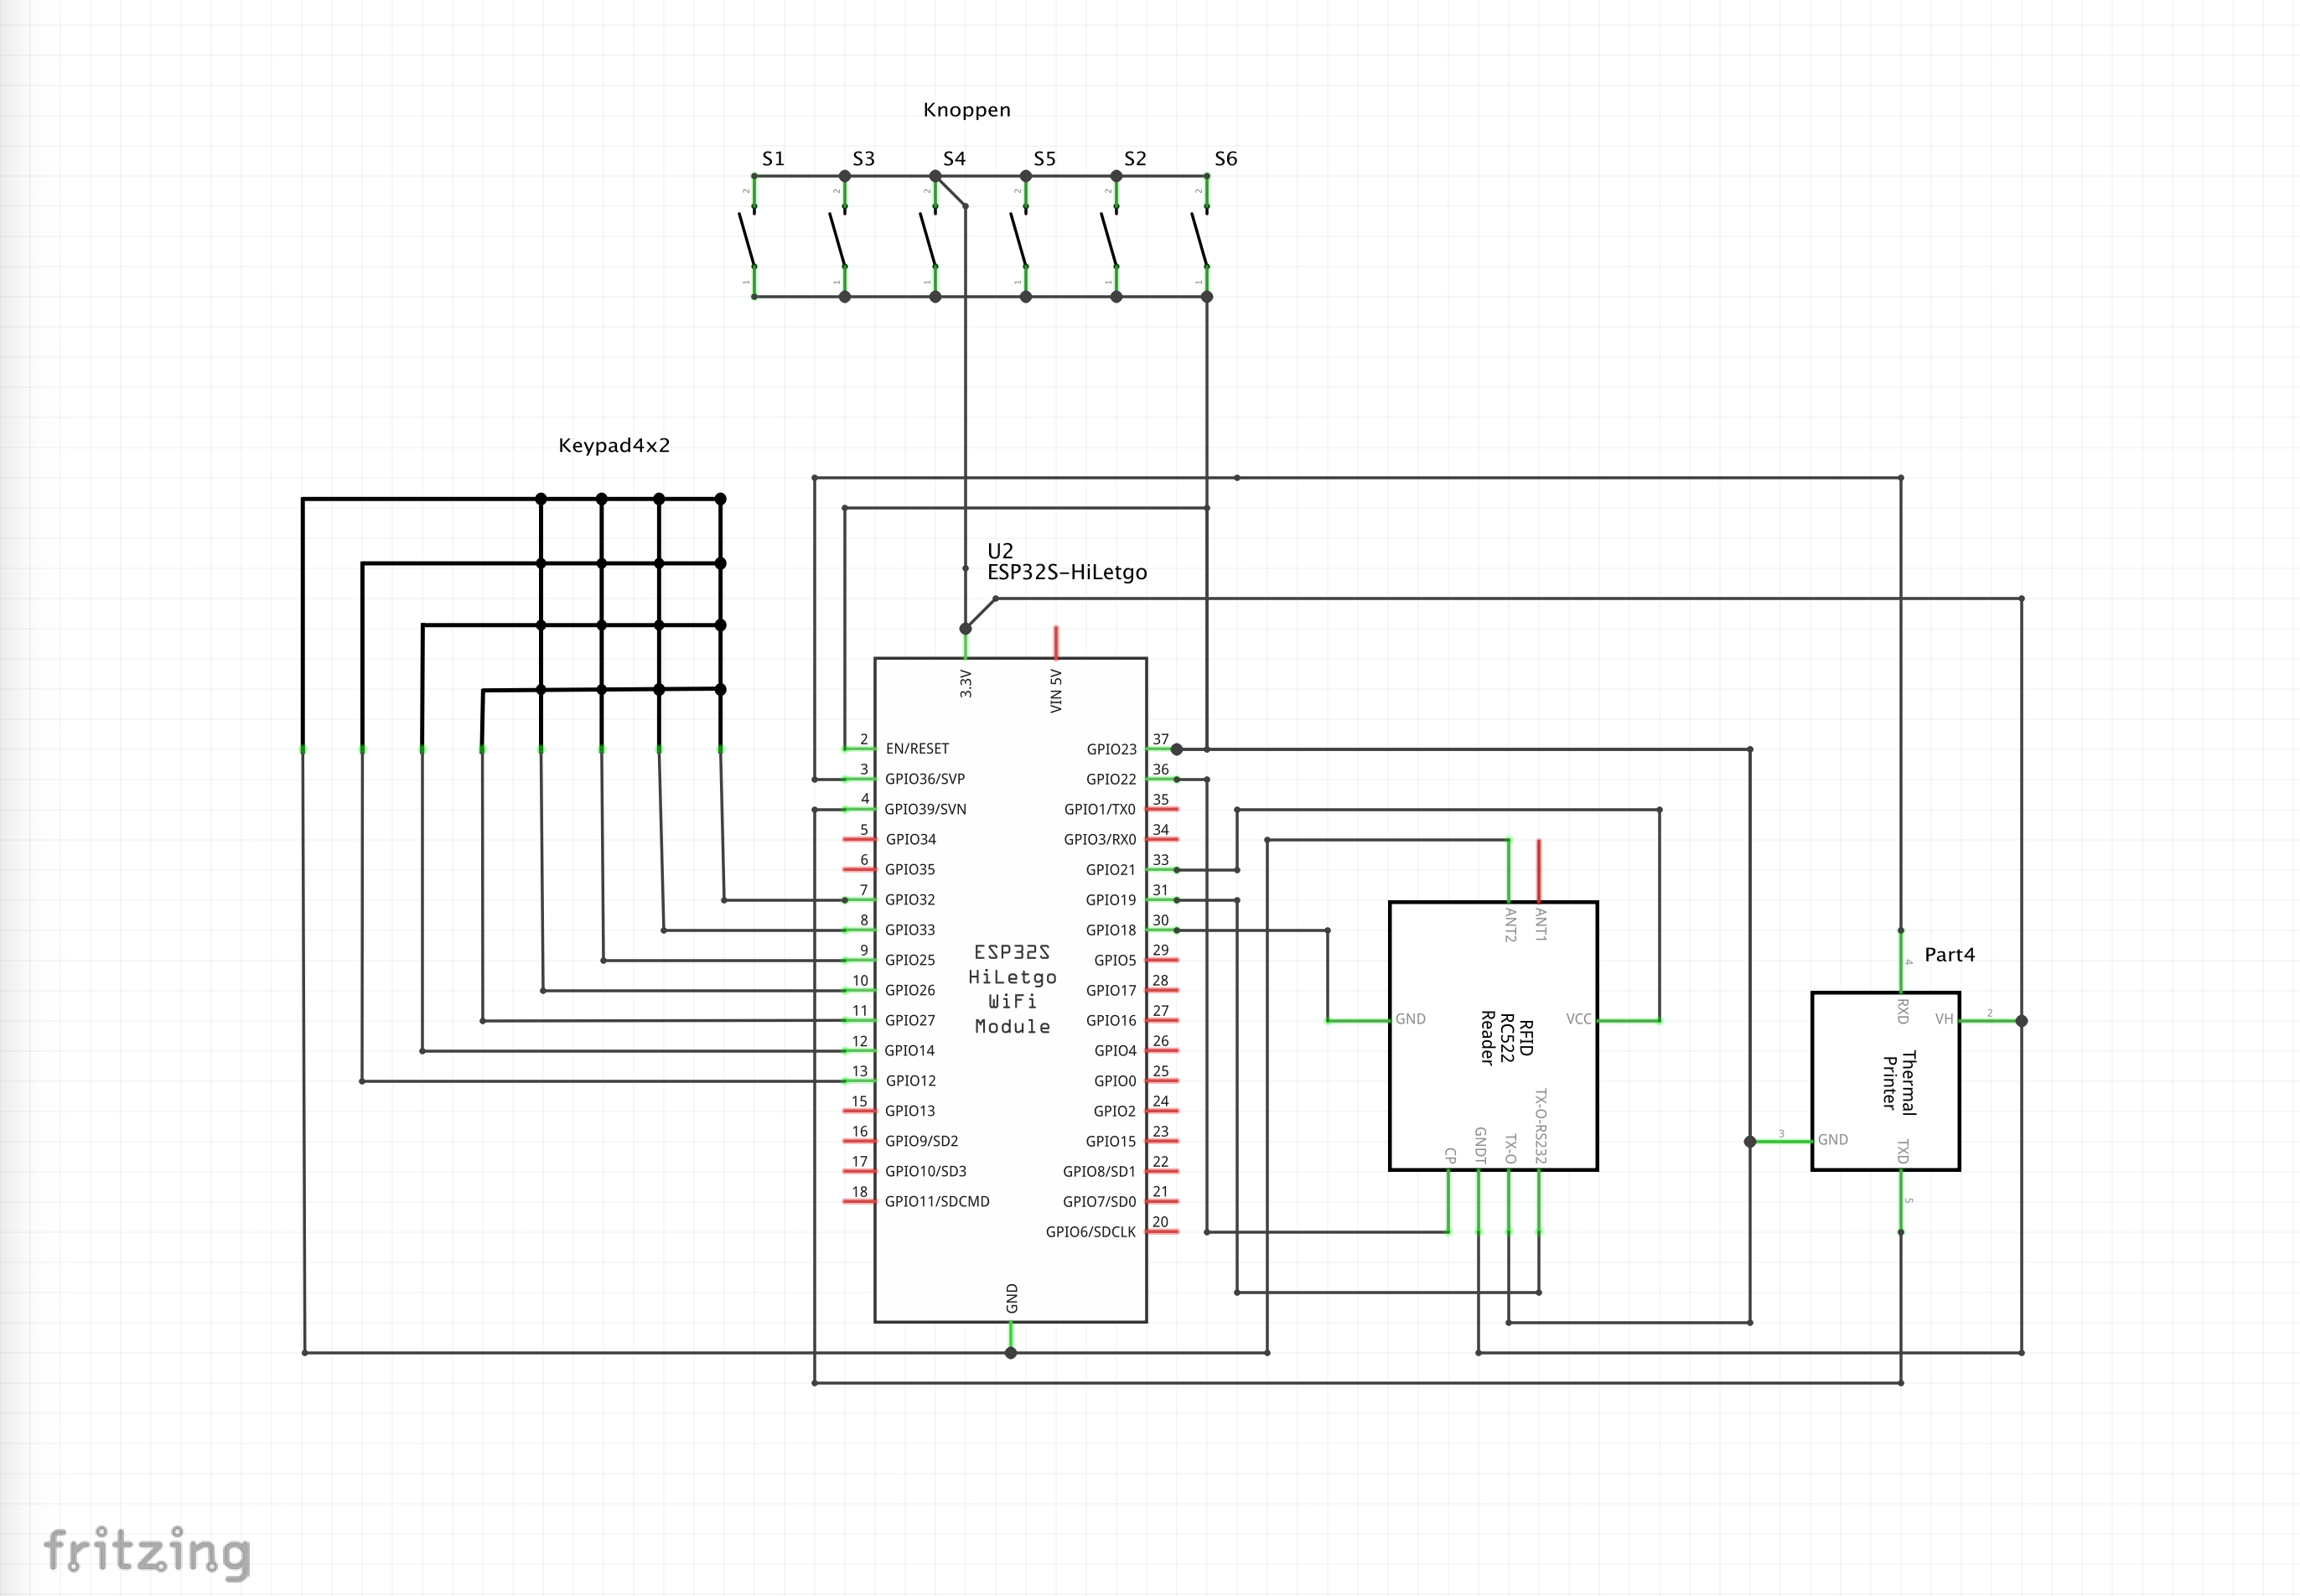 Knoppen
S1 S3 S4 S5 S2 S6
2 2 2 2 2 2
1 1 1 1 1 1
Keypad4x2
U2
ESP32S-HiLetgo
3.3V VIN 5V
2 EN/RESET
3 GPIO36/SVP
4 GPIO39/SVN
5 GPIO34
6 GPIO35
7 GPIO32
8 GPIO33
9 GPIO25
10 GPIO26
11 GPIO27
12 GPIO14
13 GPIO12
15 GPIO13
16 GPIO9/SD2
17 GPIO10/SD3
18 GPIO11/SDCMD
ESP32S
HiLetgo
WiFi
Module
GPIO23 37
GPIO22 36
GPIO1/TX0 35
GPIO3/RX0 34
GPIO21 33
GPIO19 31
GPIO18 30
GPIO5 29
GPIO17 28
GPIO16 27
GPIO4 26
GPIO0 25
GPIO2 24
GPIO15 23
GPIO8/SD1 22
GPIO7/SD0 21
GPIO6/SDCLK 20
GND
ANT2 ANT1
GND VCC
RFID
RC522
Reader
CP GNDT TX-O TX-O-RS232
Part4
4
RXD
VH 2
Thermal
Printer
3 GND
TXD
5
fritzing